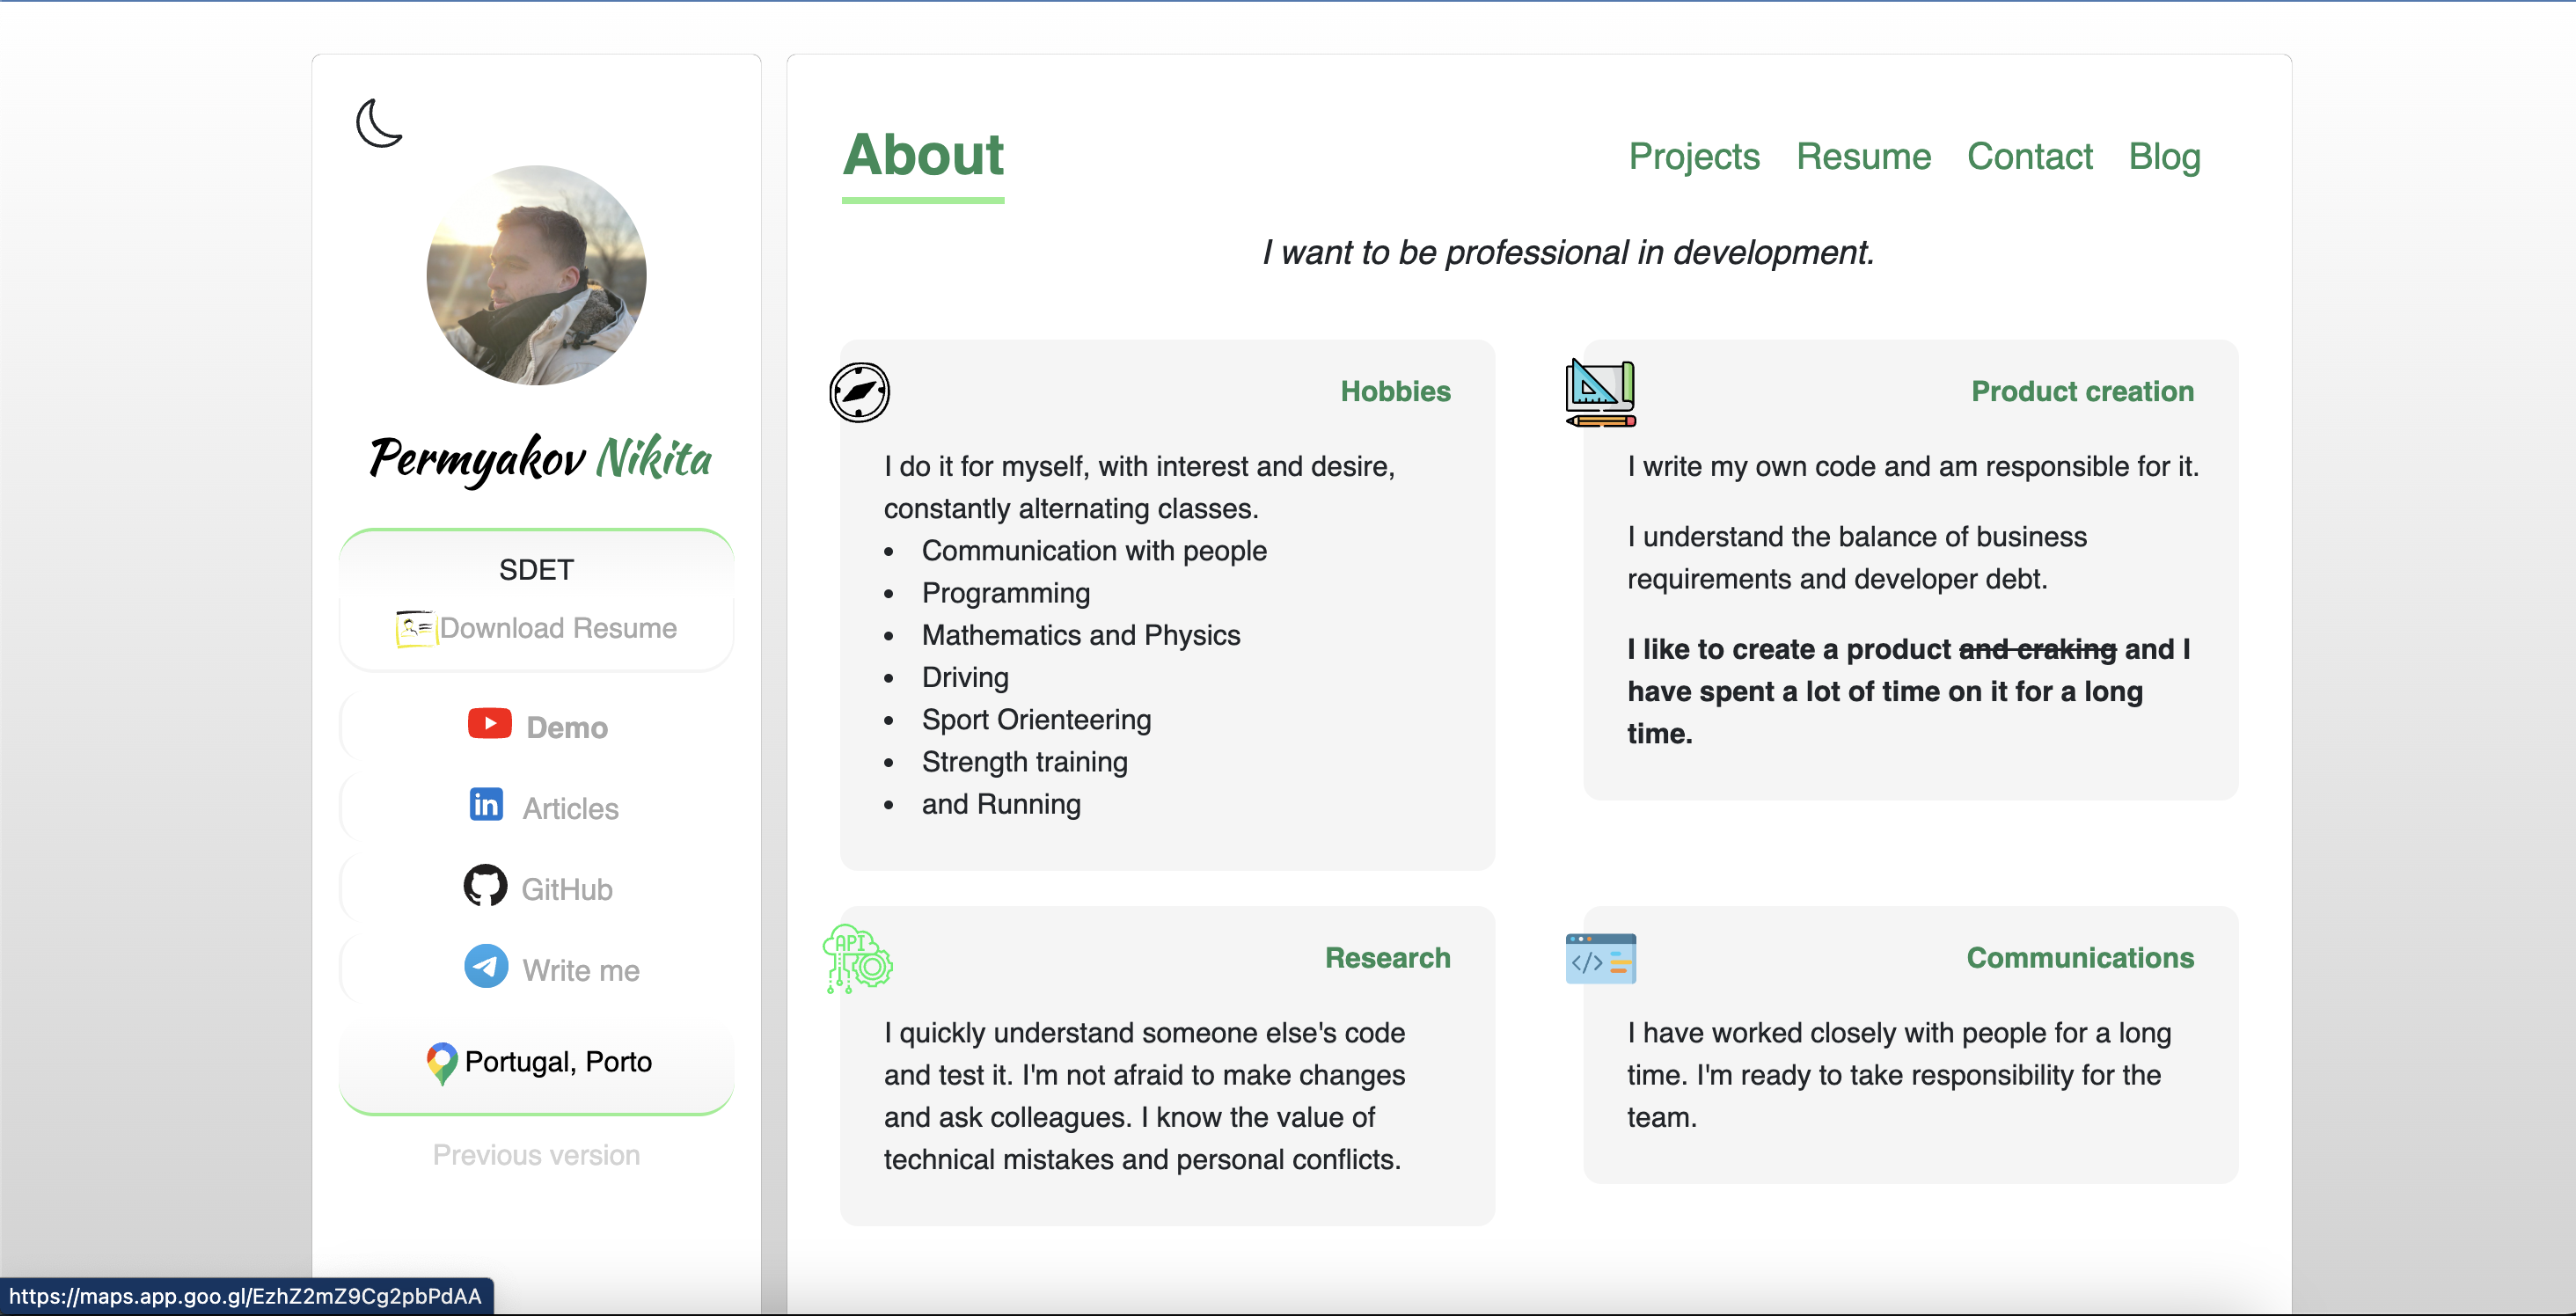 Permyakov Nikita
SDET
Download Resume
Demo
in Articles
GitHub
Write me
Portugal, Porto
Previous version
About
Projects Resume Contact Blog
I want to be professional in development.
Hobbies
I do it for myself, with interest and desire,
constantly alternating classes.
• Communication with people
• Programming
• Mathematics and Physics
• Driving
• Sport Orienteering
• Strength training
• and Running
Product creation
I write my own code and am responsible for it.
I understand the balance of business
requirements and developer debt.
I like to create a product and craking and I
have spent a lot of time on it for a long
time.
API
Research
I quickly understand someone else's code
and test it. I'm not afraid to make changes
and ask colleagues. I know the value of
technical mistakes and personal conflicts.
</>
Communications
I have worked closely with people for a long
time. I'm ready to take responsibility for the
team.
https://maps.app.goo.gl/EzhZ2mZ9Cg2pbPdAA